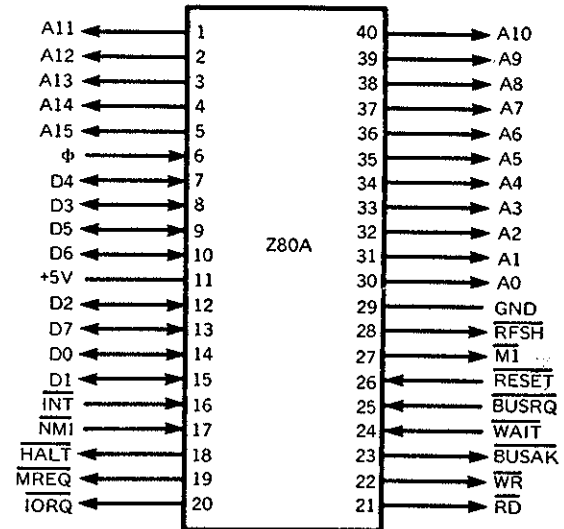 A11 1 40 A10
A12 2 39 A9
A13 3 38 A8
A14 4 37 A7
A15 5 36 A6
Φ 6 35 A5
D4 7 34 A4
D3 8 33 A3
D5 9 32 A2
D6 10 Z80A 31 A1
+5V 11 30 A0
D2 12 29 GND
D7 13 28 RFSH
D0 14 27 M1
D1 15 26 RESET
INT 16 25 BUSRQ
NMI 17 24 WAIT
HALT 18 23 BUSAK
MREQ 19 22 WR
IORQ 20 21 RD